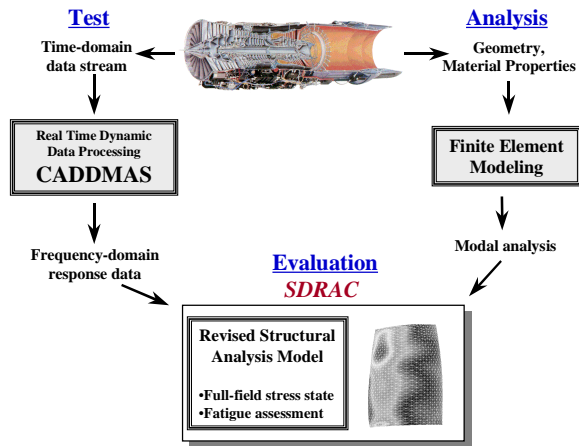 Test
Time-domain
data stream
Real Time Dynamic
Data Processing
CADDMAS
Frequency-domain
response data
Analysis
Geometry,
Material Properties
Finite Element
Modeling
Modal analysis
Evaluation
SDRAC
Revised Structural
Analysis Model
•Full-field stress state
•Fatigue assessment